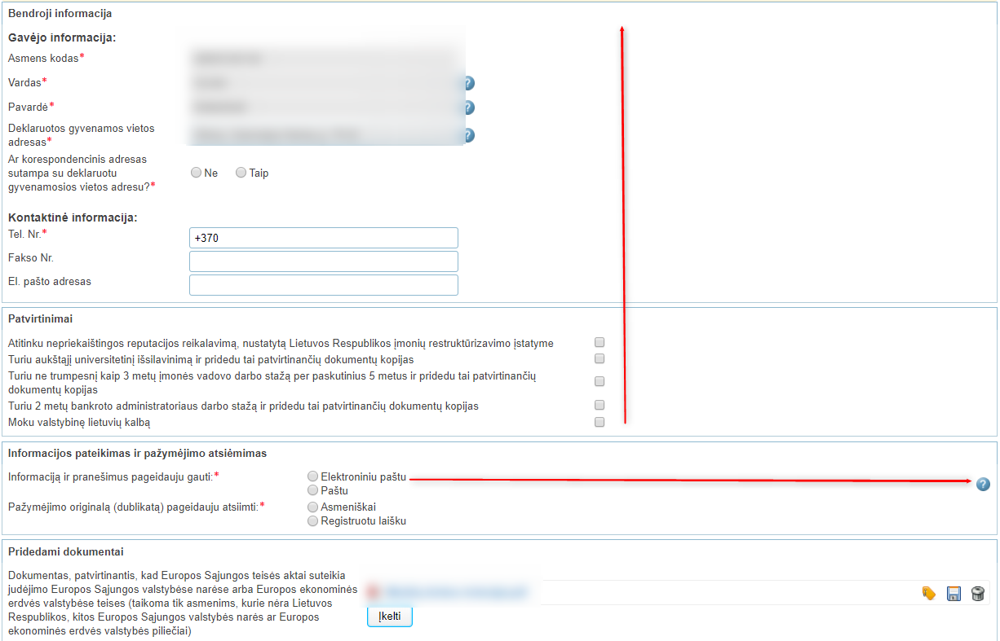 Bendroji informacija
Gavėjo informacija:
Asmens kodas*
Vardas*
Pavardė*
Deklaruotos gyvenamos vietos
adresas*
Ar korespondencinis adresas
sutampa su deklaruotu
gyvenamosios vietos adresu?*
Ne Taip
Kontaktinė informacija:
Tel. Nr.* +370
Fakso Nr.
El. pašto adresas
Patvirtinimai
Atitinku nepriekaištingos reputacijos reikalavimą, nustatytą Lietuvos Respublikos įmonių restruktūrizavimo įstatyme
Turiu aukštąjį universitetinį išsilavinimą ir pridedu tai patvirtinančių dokumentų kopijas
Turiu ne trumpesnį kaip 3 metų įmonės vadovo darbo stažą per paskutinius 5 metus ir pridedu tai patvirtinančių
dokumentų kopijas
Turiu 2 metų bankroto administratoriaus darbo stažą ir pridedu tai patvirtinančių dokumentų kopijas
Moku valstybinę lietuvių kalbą
Informacijos pateikimas ir pažymėjimo atsiėmimas
Informaciją ir pranešimus pageidauju gauti:* Elektroniniu paštu
Paštu
Pažymėjimo originalą (dublikatą) pageidauju atsiimti:* Asmeniškai
Registruotu laišku
Pridedami dokumentai
Dokumentas, patvirtinantis, kad Europos Sąjungos teisės aktai suteikia
judėjimo Europos Sąjungos valstybėse narėse arba Europos ekonominės
erdvės valstybėse teises (taikoma tik asmenims, kurie nėra Lietuvos
Respublikos, kitos Europos Sąjungos valstybės narės ar Europos
ekonominės erdvės valstybės piliečiai)
Įkelti